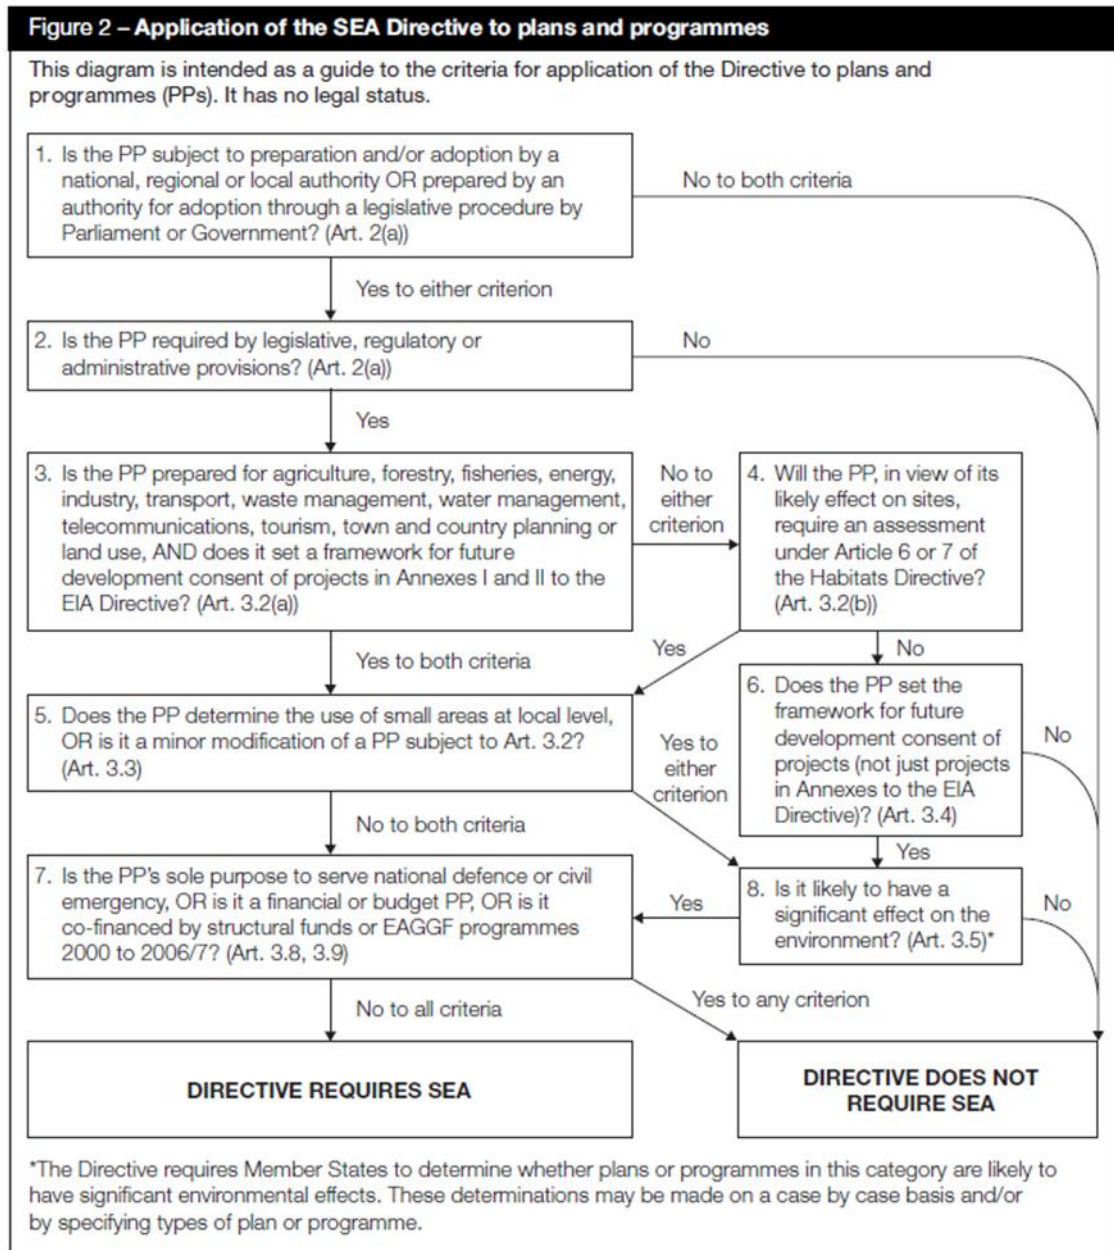 Figure 2 – Application of the SEA Directive to plans and programmes
This diagram is intended as a guide to the criteria for application of the Directive to plans and
programmes (PPs). It has no legal status.
1. Is the PP subject to preparation and/or adoption by a
national, regional or local authority OR prepared by an
authority for adoption through a legislative procedure by
Parliament or Government? (Art. 2(a))
No to both criteria
Yes to either criterion
2. Is the PP required by legislative, regulatory or
administrative provisions? (Art. 2(a))
No
Yes
3. Is the PP prepared for agriculture, forestry, fisheries, energy,
industry, transport, waste management, water management,
telecommunications, tourism, town and country planning or
land use, AND does it set a framework for future
development consent of projects in Annexes I and II to the
EIA Directive? (Art. 3.2(a))
No to
either
criterion
4. Will the PP, in view of its
likely effect on sites,
require an assessment
under Article 6 or 7 of
the Habitats Directive?
(Art. 3.2(b))
Yes to both criteria
Yes
No
5. Does the PP determine the use of small areas at local level,
OR is it a minor modification of a PP subject to Art. 3.2?
(Art. 3.3)
Yes to
either
criterion
6. Does the PP set the
framework for future
development consent of
projects (not just projects
in Annexes to the EIA
Directive)? (Art. 3.4)
No
No to both criteria
Yes
7. Is the PP's sole purpose to serve national defence or civil
emergency, OR is it a financial or budget PP, OR is it
co-financed by structural funds or EAGGF programmes
2000 to 2006/7? (Art. 3.8, 3.9)
Yes
8. Is it likely to have a
significant effect on the
environment? (Art. 3.5)*
No
No to all criteria
Yes to any criterion
DIRECTIVE REQUIRES SEA
DIRECTIVE DOES NOT
REQUIRE SEA
*The Directive requires Member States to determine whether plans or programmes in this category are likely to
have significant environmental effects. These determinations may be made on a case by case basis and/or
by specifying types of plan or programme.